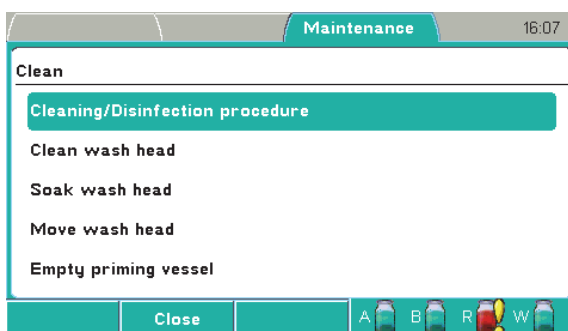 Maintenance 16:07
Clean
Cleaning/Disinfection procedure
Clean wash head
Soak wash head
Move wash head
Empty priming vessel
Close A B R W